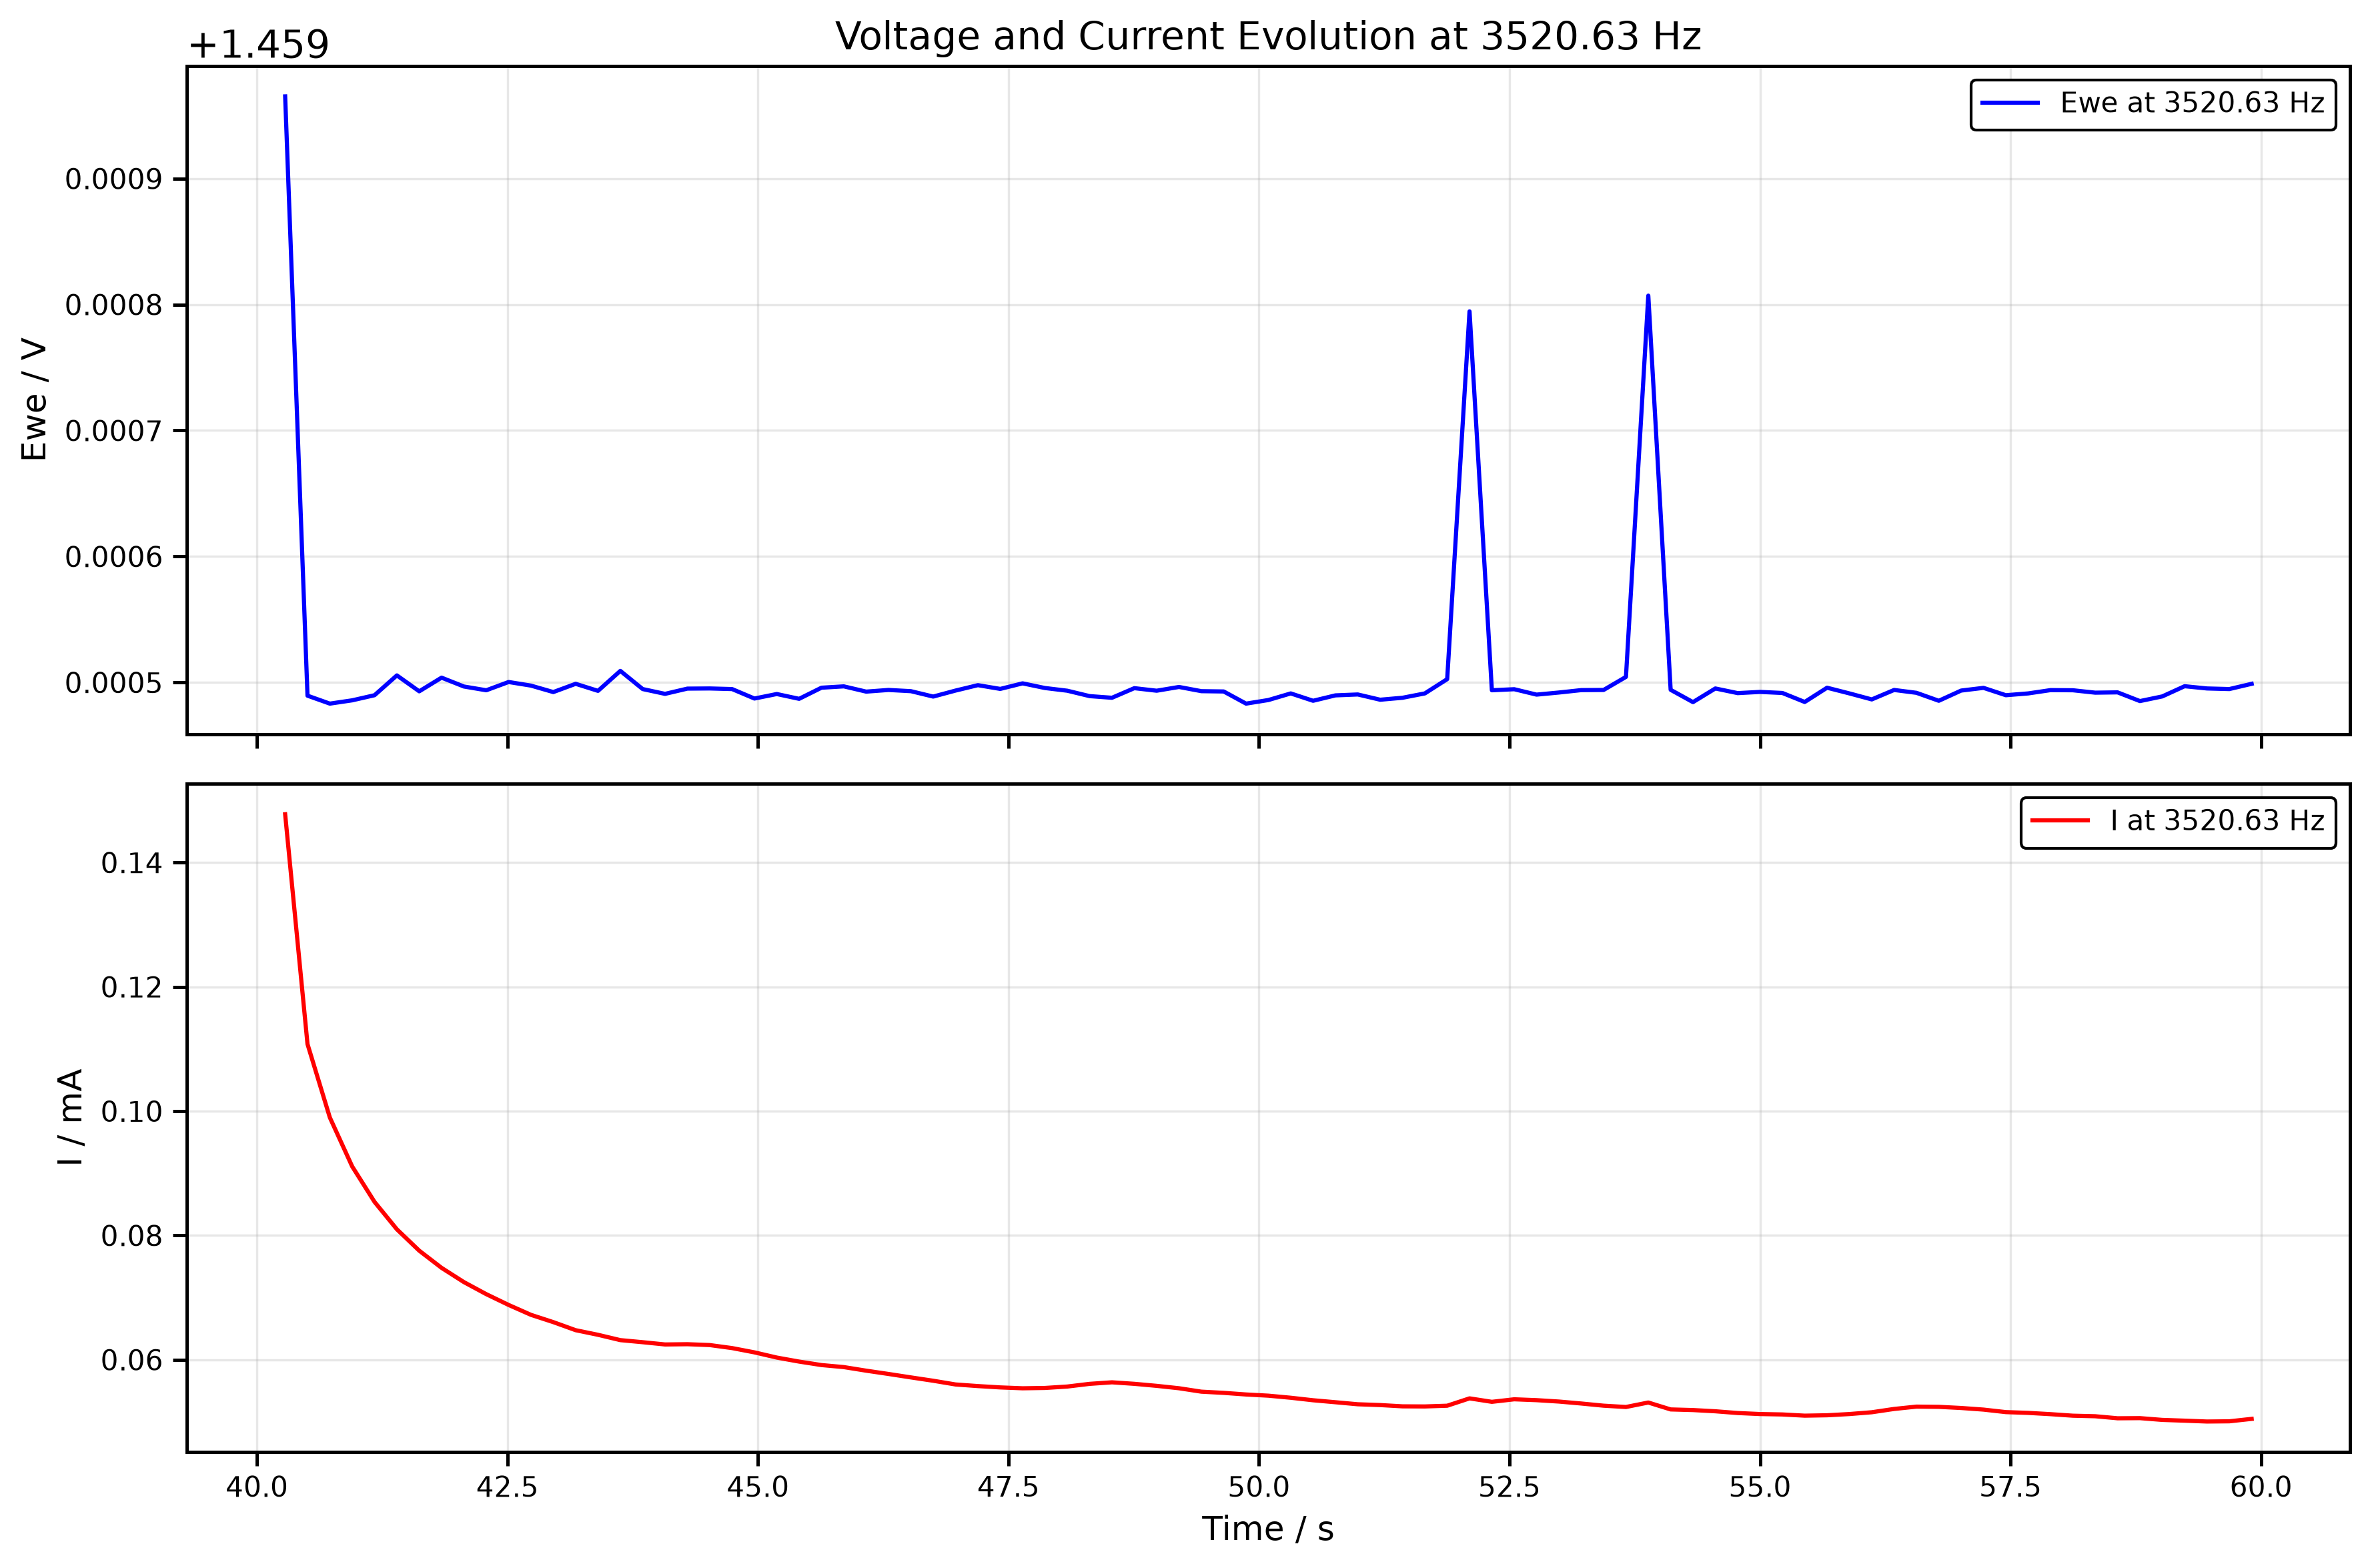 Voltage and Current Evolution at 3520.63 Hz
+1.459
Ewe at 3520.63 Hz
0.0009
0.0008
0.0007
0.0006
0.0005
Ewe / V
I at 3520.63 Hz
0.14
0.12
0.10
0.08
0.06
I / mA
40.0 42.5 45.0 47.5 50.0 52.5 55.0 57.5 60.0
Time / s